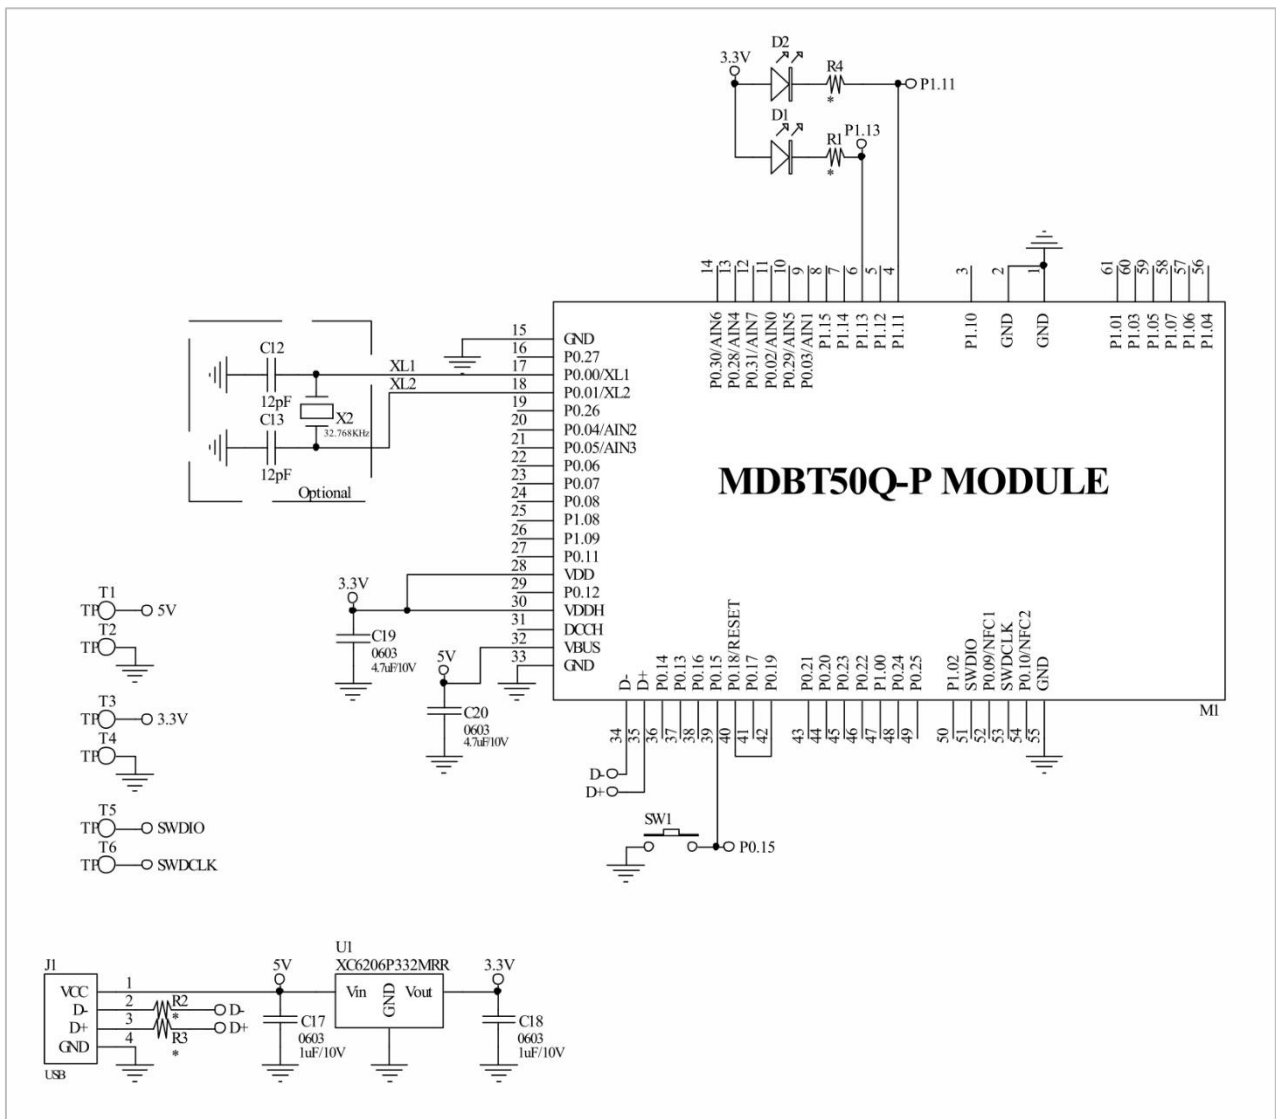 D2
3.3V
R4
*
P1.11
D1
R1
*
P1.13
14
13
12
11
10
9
8
7
6
5
4
3
2
1
61
60
59
58
57
56
P0.30/AIN6
P0.28/AIN4
P0.31/AIN7
P0.02/AIN0
P0.29/AIN5
P0.03/AIN1
P1.15
P1.14
P1.13
P1.12
P1.11
P1.10
GND
GND
P1.01
P1.03
P1.05
P1.07
P1.06
P1.04
C12
12pF
C13
12pF
X2
32.768KHz
Optional
XL1
XL2
15 GND
16 P0.27
17 P0.00/XL1
18 P0.01/XL2
19 P0.26
20 P0.04/AIN2
21 P0.05/AIN3
22 P0.06
23 P0.07
24 P0.08
25 P1.08
26 P1.09
27 P0.11
28 VDD
29 P0.12
30 VDDH
31 DCCH
32 VBUS
33 GND
MDBT50Q-P MODULE
M1
3.3V
C19
0603
4.7uF/10V
5V
C20
0603
4.7uF/10V
D-
D+
P0.14
P0.13
P0.16
P0.15
P0.18/RESET
P0.17
P0.19
P0.21
P0.20
P0.23
P0.22
P1.00
P0.24
P0.25
P1.02
SWDIO
P0.09/NFC1
SWDCLK
P0.10/NFC2
GND
34
35
36
37
38
39
40
41
42
43
44
45
46
47
48
49
50
51
52
53
54
55
D-
D+
SW1
P0.15
T1
TP 5V
T2
TP
T3
TP 3.3V
T4
TP
T5
TP SWDIO
T6
TP SWDCLK
J1
VCC 1
D- 2 R2 D-
*
D+ 3 R3 D+
*
GND 4
USB
5V
C17
0603
1uF/10V
U1
XC6206P332MRR
Vin GND Vout
3.3V
C18
0603
1uF/10V